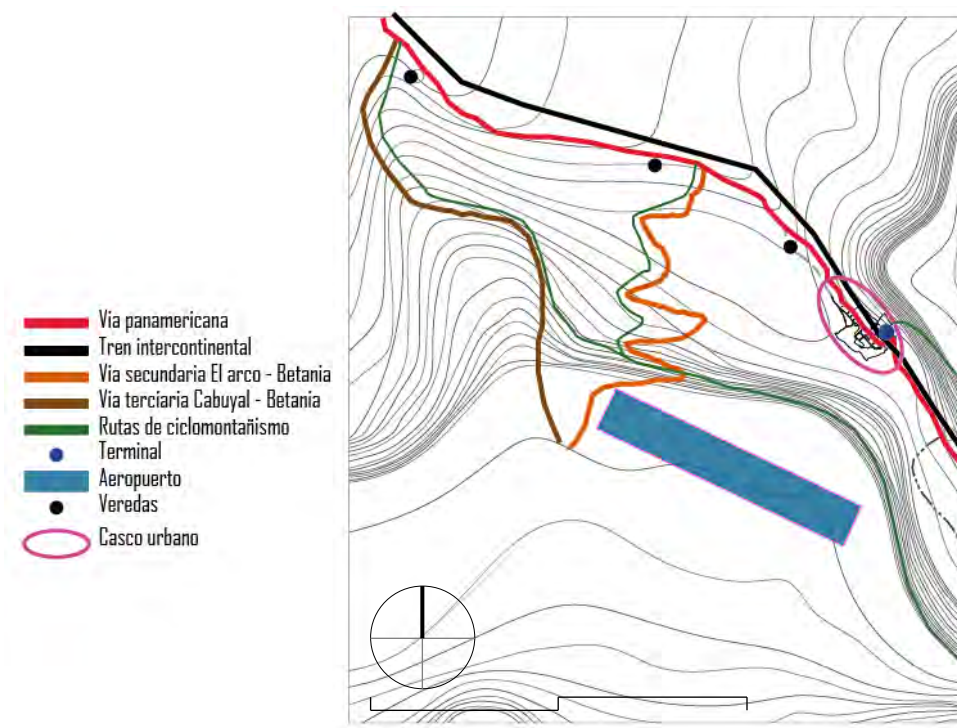 Via panamericana
Tren intercontinental
Via secundaria El arco - Betania
Via terciaria Cabuyal - Betania
Rutas de ciclomontañismo
Terminal
Aeropuerto
Veredas
Casco urbano